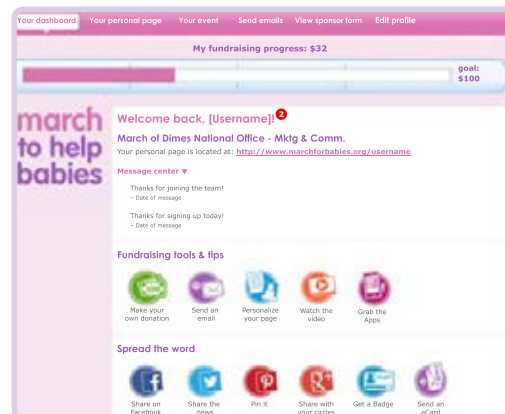 Your dashboard Your personal page Your event Send emails View sponsor form Edit profile
My fundraising progress: $32
goal:
$100
march
to help
babies
Welcome back, [Username]! 2
March of Dimes National Office - Mktg & Comm.
Your personal page is located at: http://www.marchforbabies.org/username
Message center ▼
Thanks for joining the team!
– Date of message
Thanks for signing up today!
– Date of message
Fundraising tools & tips
Make your
own donation
Send an
email
Personalize
your page
Watch the
video
Grab the
Apps
Spread the word
Share on
Facebook
Share the
news
Pin it
Share with
your circles
Get a Badge
Send an
eCard